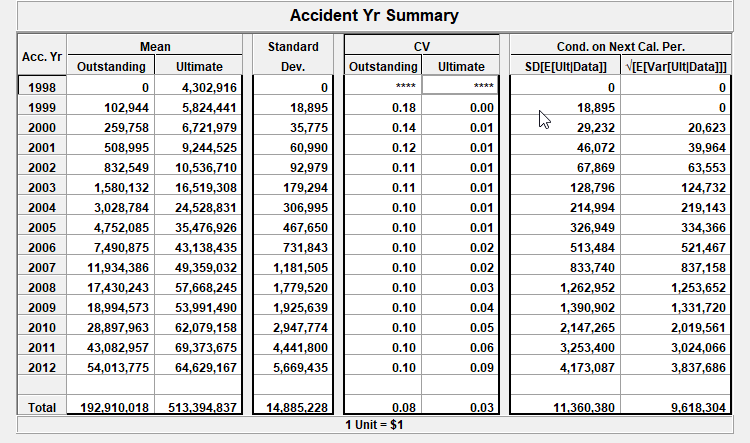 Accident Yr Summary
Acc. Yr Mean Standard Dev. CV Cond. on Next Cal. Per.
Outstanding Ultimate Outstanding Ultimate SD[E[Ult|Data]] √[E[Var[Ult|Data]]]
1998 0 4,302,916 0 **** **** 0 0
1999 102,944 5,824,441 18,895 0.18 0.00 18,895 0
2000 259,758 6,721,979 35,775 0.14 0.01 29,232 20,623
2001 508,995 9,244,525 60,990 0.12 0.01 46,072 39,964
2002 832,549 10,536,710 92,979 0.11 0.01 67,869 63,553
2003 1,580,132 16,519,308 179,294 0.11 0.01 128,796 124,732
2004 3,028,784 24,528,831 306,995 0.10 0.01 214,994 219,143
2005 4,752,085 35,476,926 467,650 0.10 0.01 326,949 334,366
2006 7,490,875 43,138,435 731,843 0.10 0.02 513,484 521,467
2007 11,934,386 49,359,032 1,181,505 0.10 0.02 833,740 837,158
2008 17,430,243 57,668,245 1,779,520 0.10 0.03 1,262,952 1,253,652
2009 18,994,573 53,991,490 1,925,639 0.10 0.04 1,390,902 1,331,720
2010 28,897,963 62,079,158 2,947,774 0.10 0.05 2,147,265 2,019,561
2011 43,082,957 69,373,675 4,441,800 0.10 0.06 3,253,400 3,024,066
2012 54,013,775 64,629,167 5,669,435 0.10 0.09 4,173,087 3,837,686
Total 192,910,018 513,394,837 14,885,228 0.08 0.03 11,360,380 9,618,304
1 Unit = $1